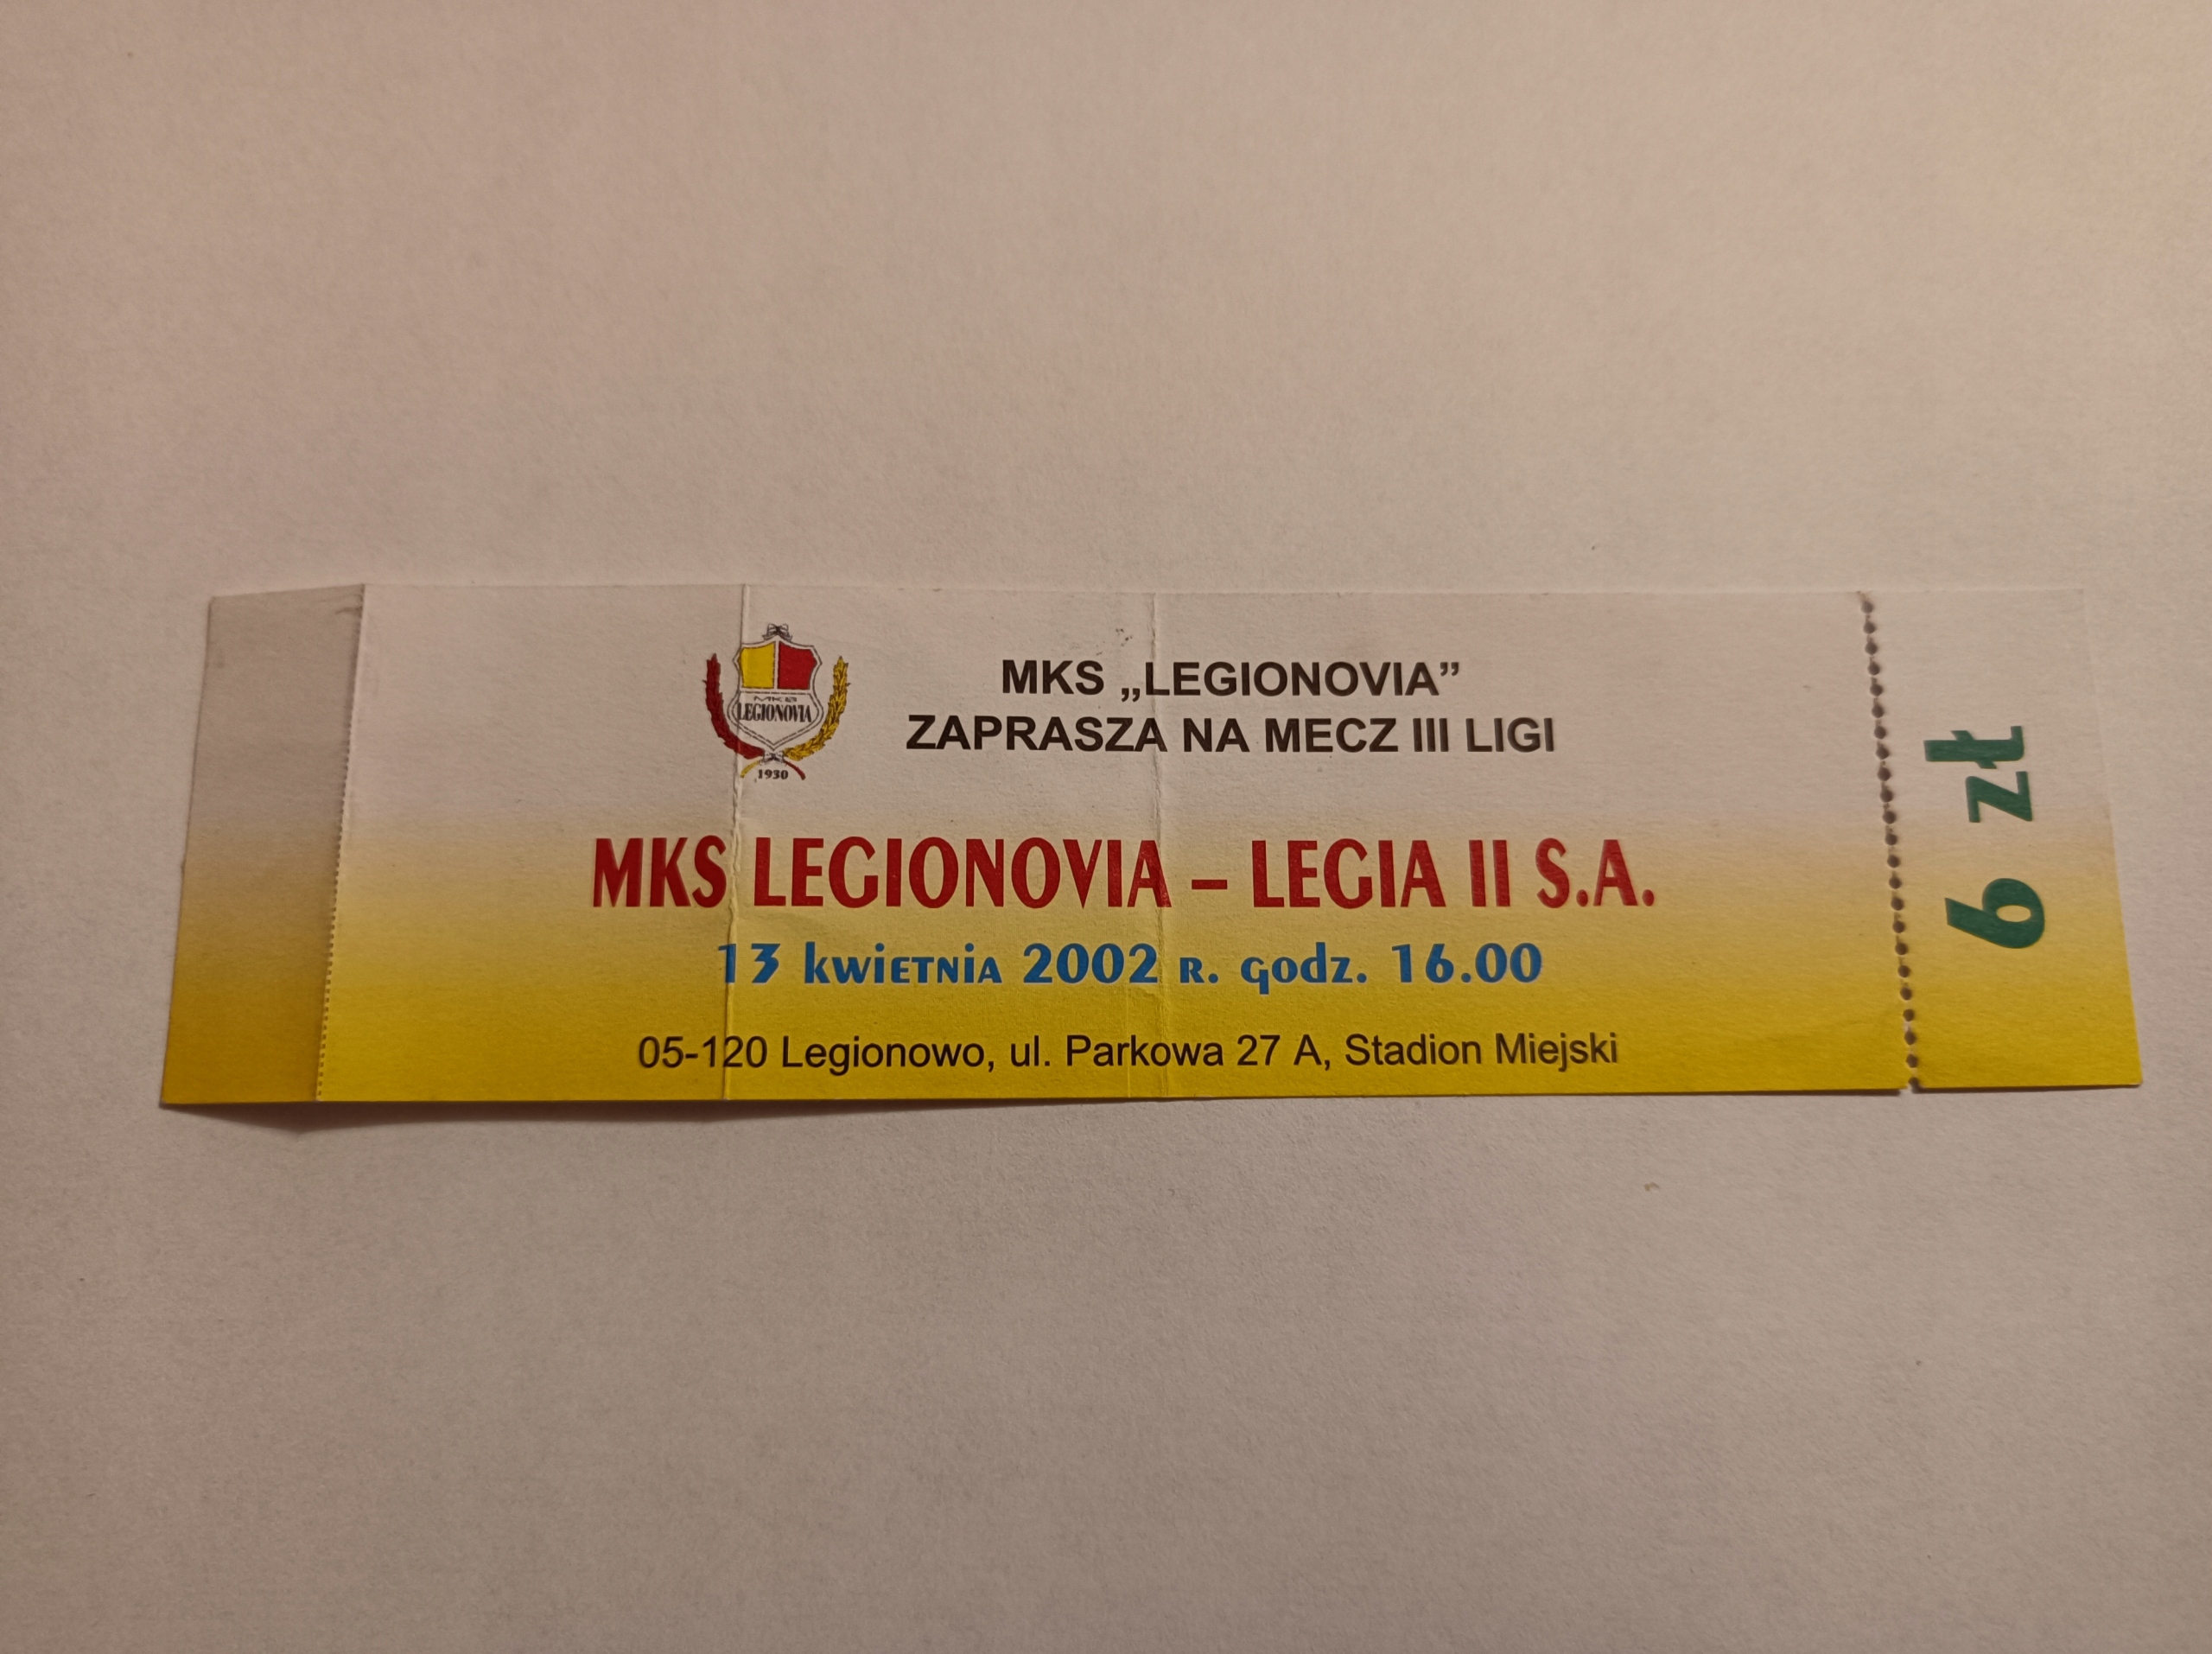 MKS LEGIONOVIA
1930
MKS „LEGIONOVIA”
ZAPRASZA NA MECZ III LIGI
MKS LEGIONOVIA – LEGIA II S.A.
13 kwietnia 2002 r. godz. 16.00
05-120 Legionowo, ul. Parkowa 27 A, Stadion Miejski
6 zł